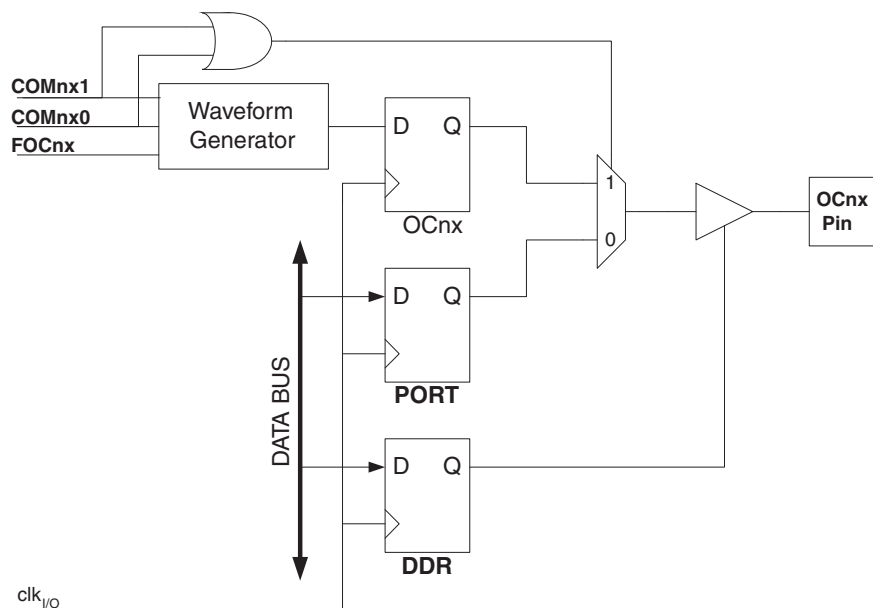 COMnx1
COMnx0
FOCnx
Waveform
Generator
D Q
OCnx
1
0
OCnx
Pin
D Q
PORT
DATA BUS
D Q
DDR
clkI/O